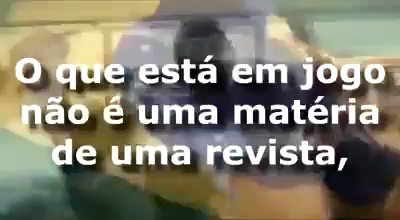 O que está em jogo
não é uma matéria
de uma revista,